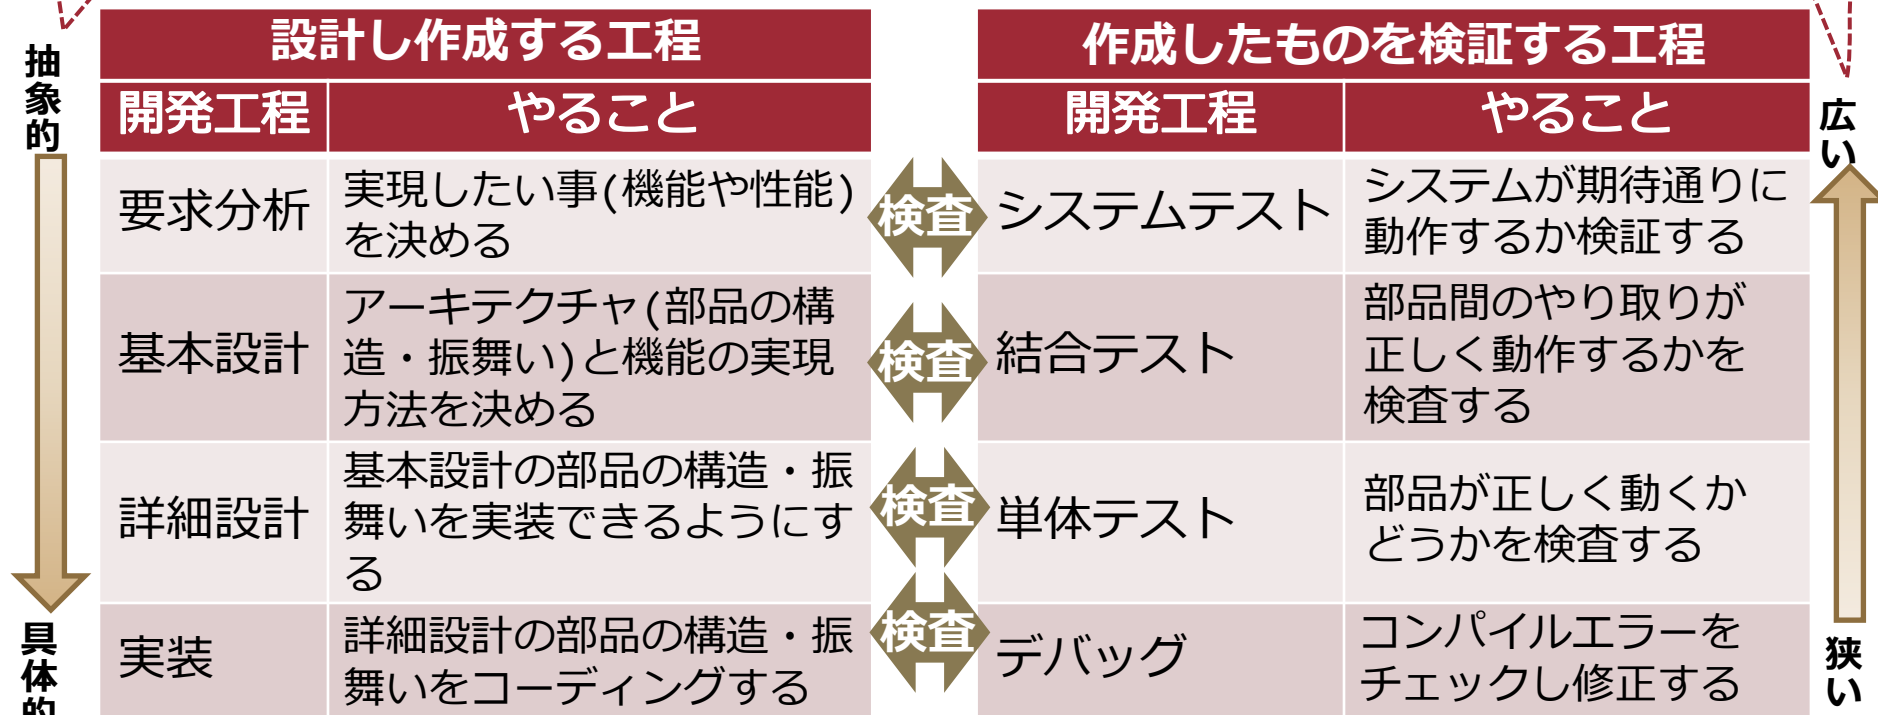 抽象的
設計し作成する工程
開発工程 やること
要求分析 実現したい事(機能や性能)
を決める
基本設計 アーキテクチャ(部品の構
造・振舞い)と機能の実現
方法を決める
詳細設計 基本設計の部品の構造・振
舞いを実装できるようにす
る
実装 詳細設計の部品の構造・振
舞いをコーディングする
具体的
検査
検査
検査
検査
作成したものを検証する工程
開発工程 やること
システムテスト システムが期待通りに
動作するか検証する
結合テスト 部品間のやり取りが
正しく動作するかを
検査する
単体テスト 部品が正しく動くか
どうかを検査する
デバッグ コンパイルエラーを
チェックし修正する
広い
狭い